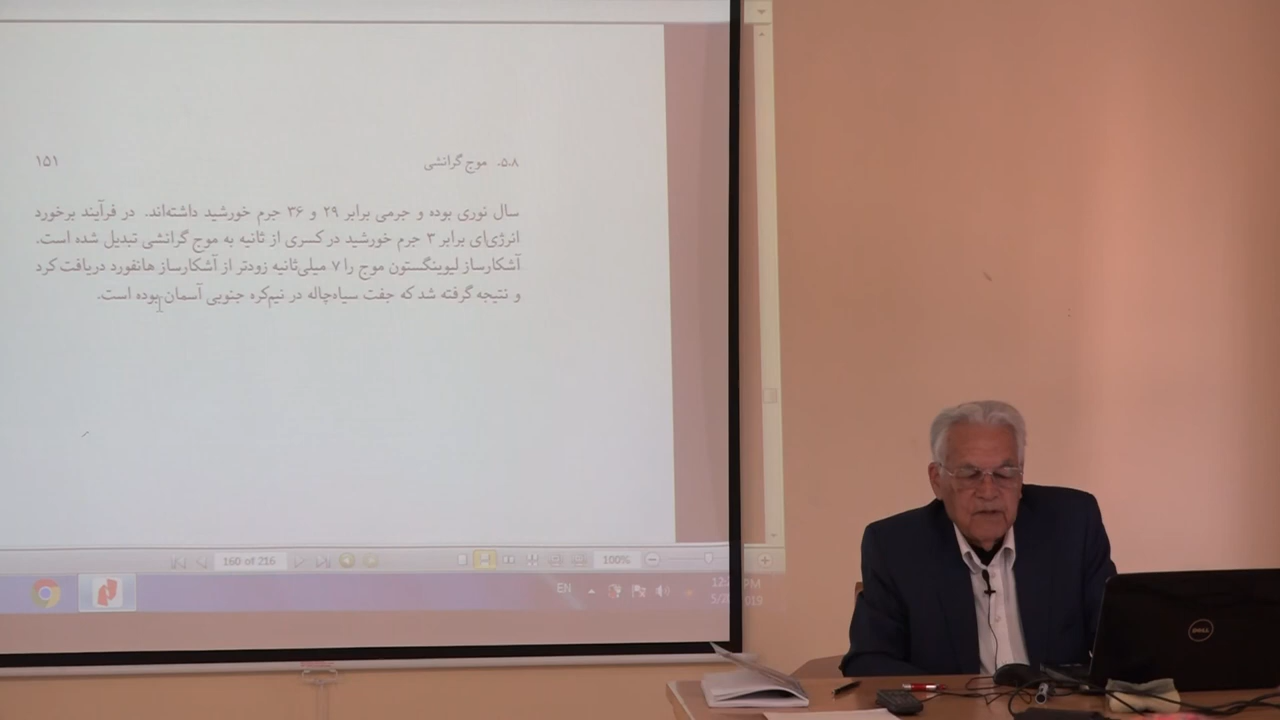 ۵.۸. موج گرانشی ۱۵۱
سال نوری بوده و جرمی برابر ۲۹ و ۳۶ جرم خورشید داشته‌اند. در فرآیند برخورد
انرژی‌ای برابر ۳ جرم خورشید در کسری از ثانیه به موج گرانشی تبدیل شده است.
آشکارساز لیوینگستون موج را ۷ میلی‌ثانیه زودتر از آشکارساز هانفورد دریافت کرد
و نتیجه گرفته شد که جفت سیاه‌چاله در نیم‌کره جنوبی آسمان بوده است.
160 of 216
100%
EN
DELL